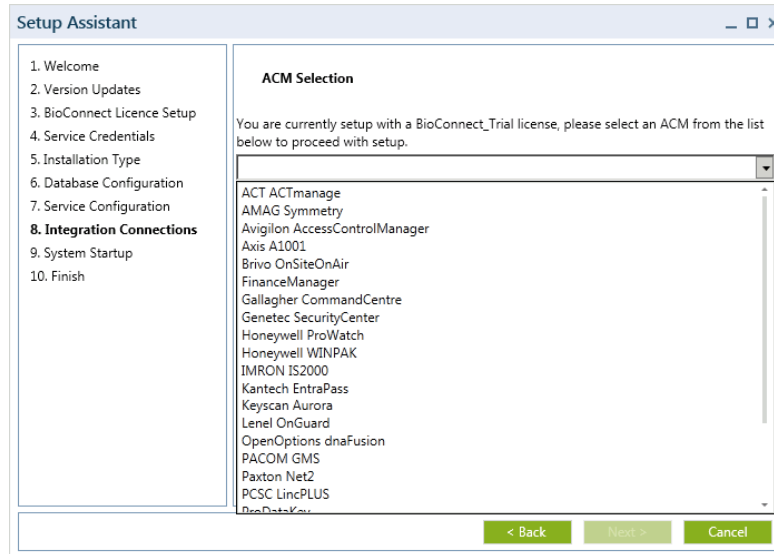 Setup Assistant
1. Welcome
2. Version Updates
3. BioConnect Licence Setup
4. Service Credentials
5. Installation Type
6. Database Configuration
7. Service Configuration
8. Integration Connections
9. System Startup
10. Finish
ACM Selection
You are currently setup with a BioConnect_Trial license, please select an ACM from the list
below to proceed with setup.
ACT ACTmanage
AMAG Symmetry
Avigilon AccessControlManager
Axis A1001
Brivo OnSiteOnAir
FinanceManager
Gallagher CommandCentre
Genetec SecurityCenter
Honeywell ProWatch
Honeywell WINPAK
IMRON IS2000
Kantech EntraPass
Keyscan Aurora
Lenel OnGuard
OpenOptions dnaFusion
PACOM GMS
Paxton Net2
PCSC LincPLUS
ProDataKey
< Back
Next >
Cancel